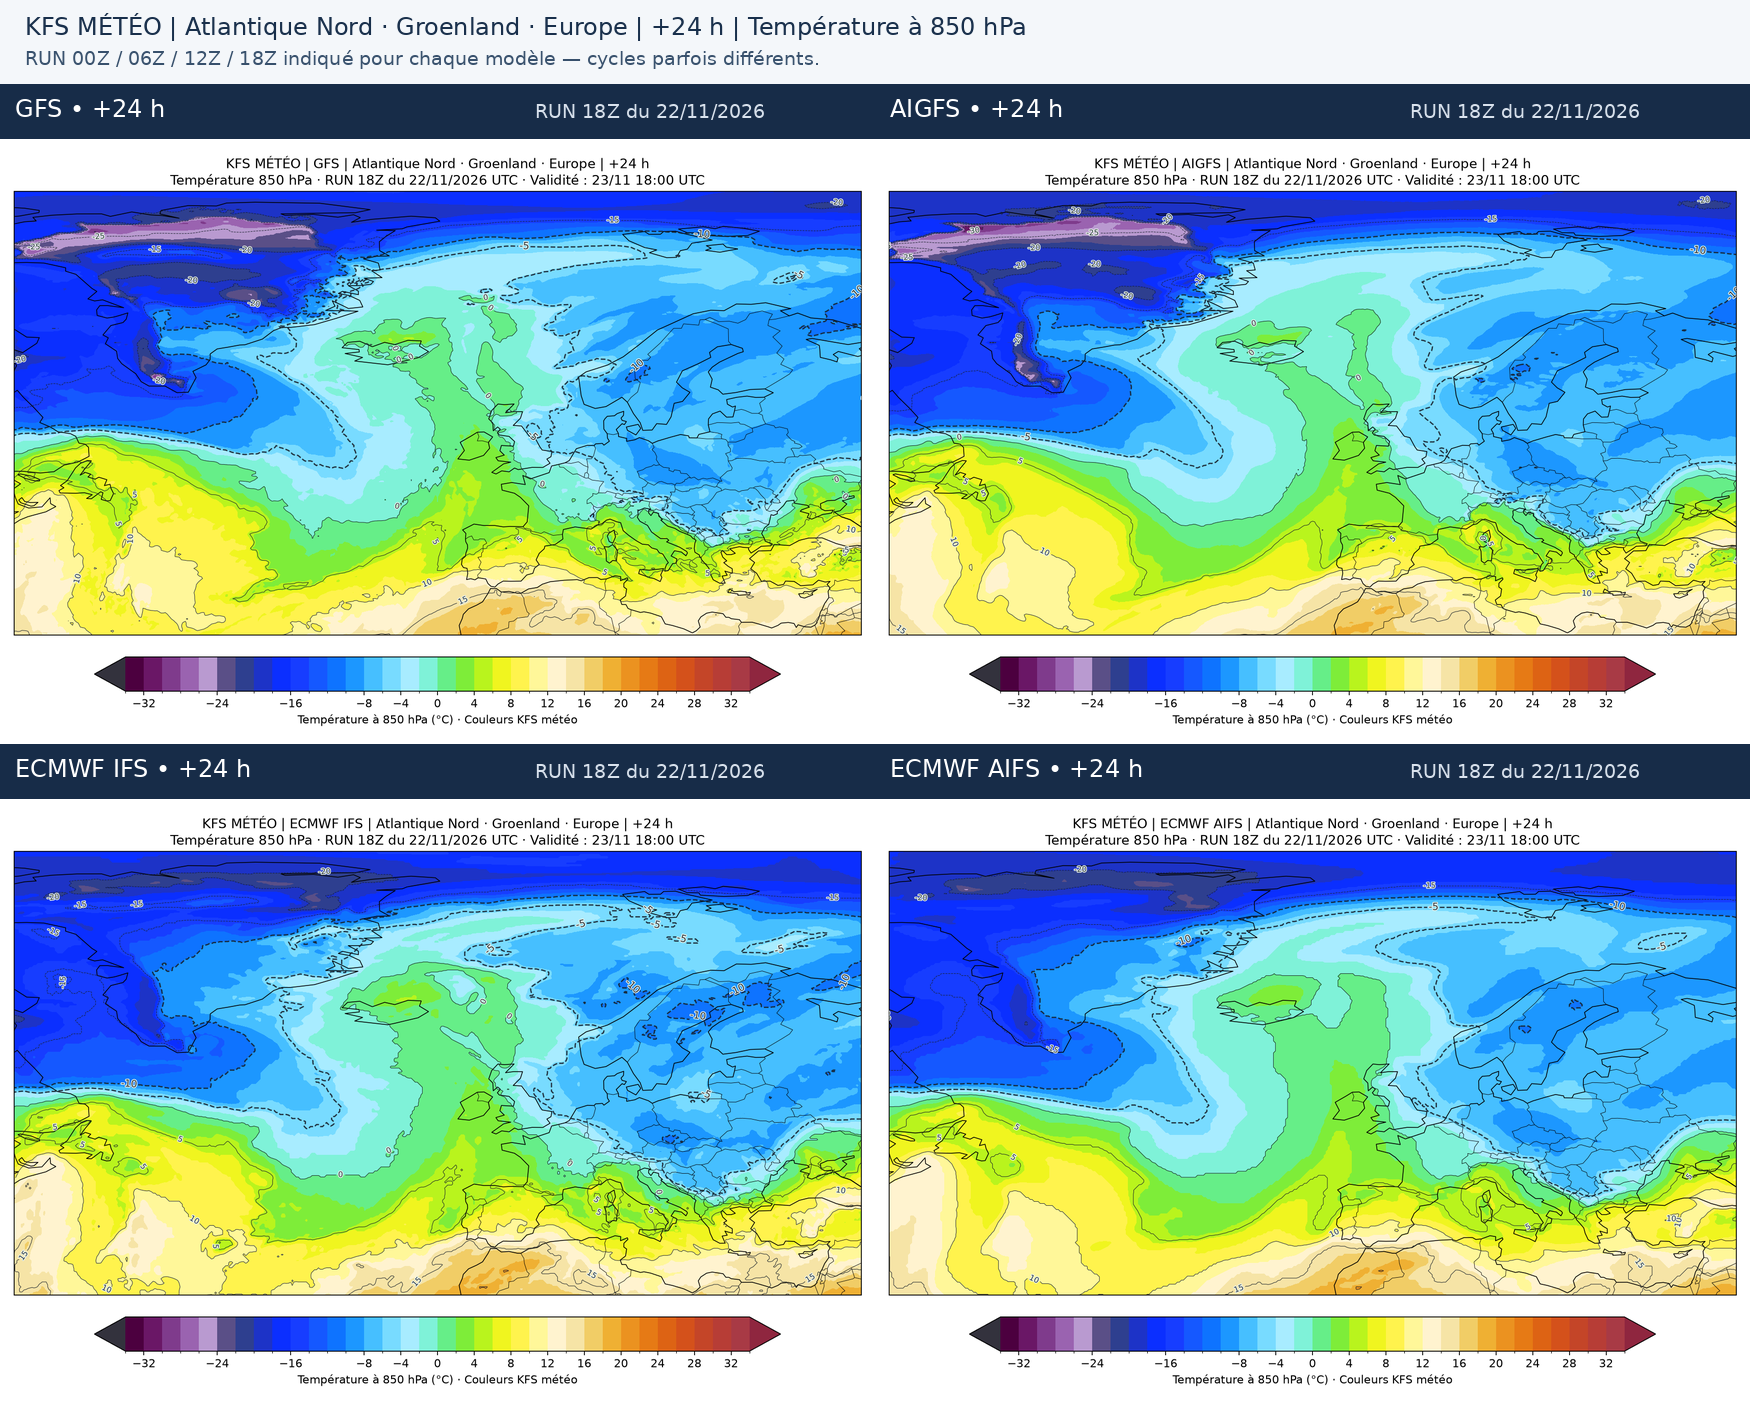 KFS MÉTÉO | Atlantique Nord · Groenland · Europe | +24 h | Température à 850 hPa
RUN 00Z / 06Z / 12Z / 18Z indiqué pour chaque modèle — cycles parfois différents.
GFS • +24 h
RUN 18Z du 22/11/2026
KFS MÉTÉO | GFS | Atlantique Nord · Groenland · Europe | +24 h
Température 850 hPa · RUN 18Z du 22/11/2026 UTC · Validité : 23/11 18:00 UTC
−32 −24 −16 −8 −4 0 4 8 12 16 20 24 28 32
Température à 850 hPa (°C) · Couleurs KFS météo
AIGFS • +24 h
RUN 18Z du 22/11/2026
KFS MÉTÉO | AIGFS | Atlantique Nord · Groenland · Europe | +24 h
Température 850 hPa · RUN 18Z du 22/11/2026 UTC · Validité : 23/11 18:00 UTC
−32 −24 −16 −8 −4 0 4 8 12 16 20 24 28 32
Température à 850 hPa (°C) · Couleurs KFS météo
ECMWF IFS • +24 h
RUN 18Z du 22/11/2026
KFS MÉTÉO | ECMWF IFS | Atlantique Nord · Groenland · Europe | +24 h
Température 850 hPa · RUN 18Z du 22/11/2026 UTC · Validité : 23/11 18:00 UTC
−32 −24 −16 −8 −4 0 4 8 12 16 20 24 28 32
Température à 850 hPa (°C) · Couleurs KFS météo
ECMWF AIFS • +24 h
RUN 18Z du 22/11/2026
KFS MÉTÉO | ECMWF AIFS | Atlantique Nord · Groenland · Europe | +24 h
Température 850 hPa · RUN 18Z du 22/11/2026 UTC · Validité : 23/11 18:00 UTC
−32 −24 −16 −8 −4 0 4 8 12 16 20 24 28 32
Température à 850 hPa (°C) · Couleurs KFS météo